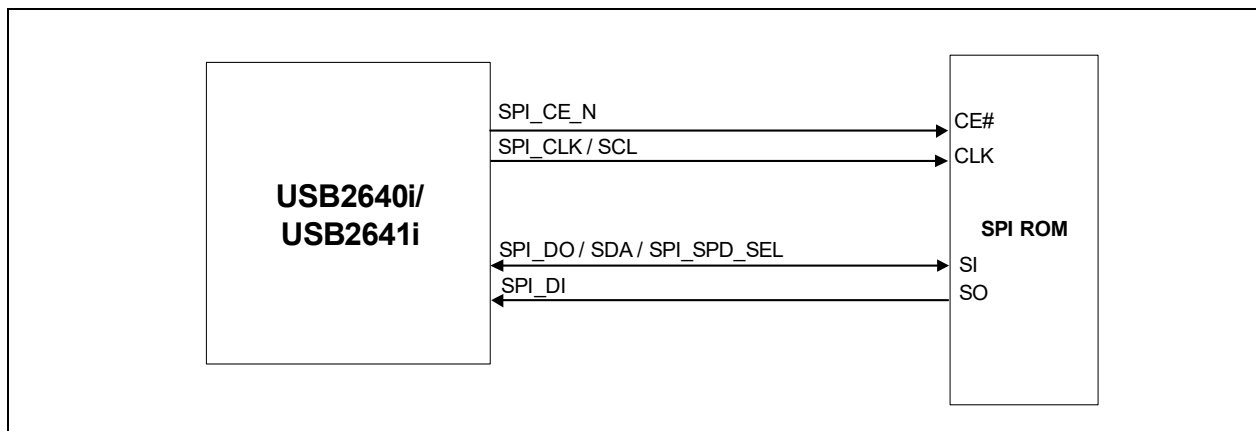 SPI_CE_N
CE#
SPI_CLK / SCL
CLK
USB2640i/
USB2641i
SPI ROM
SPI_DO / SDA / SPI_SPD_SEL
SI
SPI_DI
SO